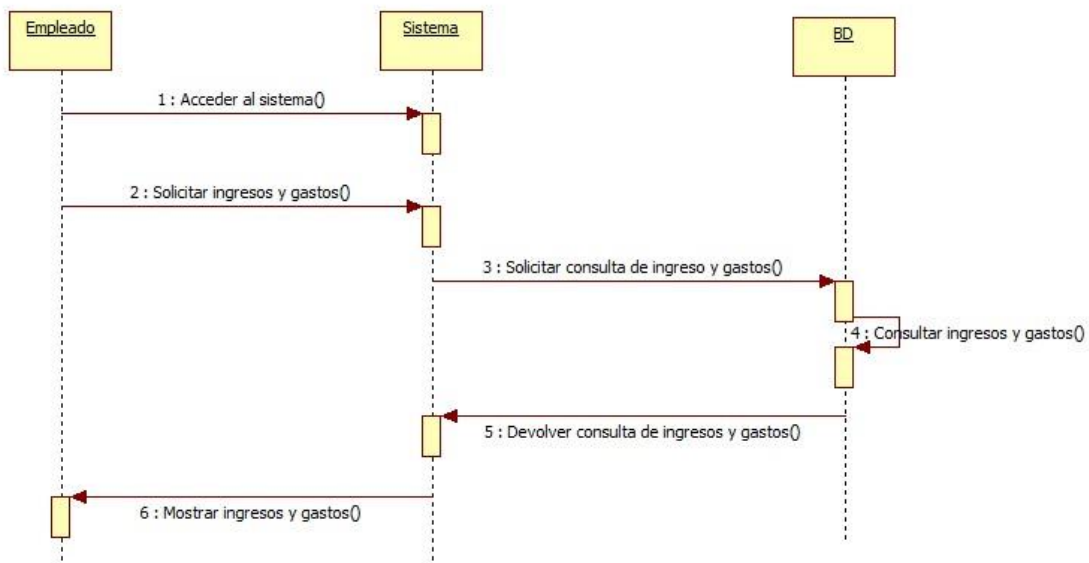 Empleado
Sistema
BD
1 : Acceder al sistema()
2 : Solicitar ingresos y gastos()
3 : Solicitar consulta de ingreso y gastos()
4 : Consultar ingresos y gastos()
5 : Devolver consulta de ingresos y gastos()
6 : Mostrar ingresos y gastos()